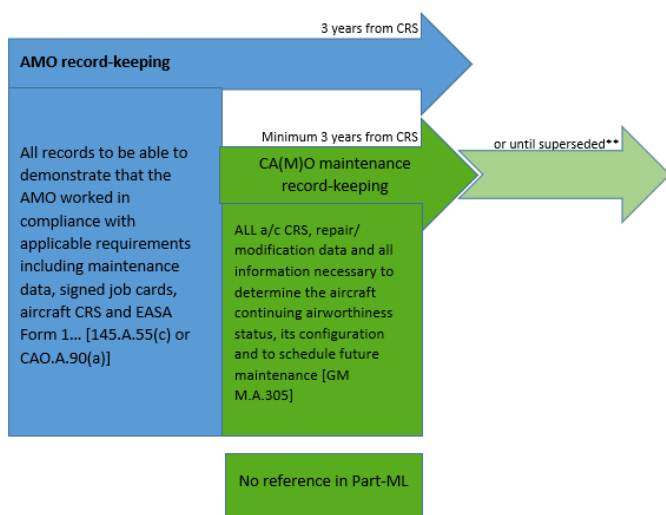 3 years from CRS
AMO record-keeping
Minimum 3 years from CRS
or until superseded**
CA(M)O maintenance
record-keeping
All records to be able to
demonstrate that the
AMO worked in
compliance with
applicable requirements
including maintenance
data, signed job cards,
aircraft CRS and EASA
Form 1... [145.A.55(c) or
CAO.A.90(a)]
ALL a/c CRS, repair/
modification data and all
information necessary to
determine the aircraft
continuing airworthiness
status, its configuration
and to schedule future
maintenance [GM
M.A.305]
No reference in Part-ML